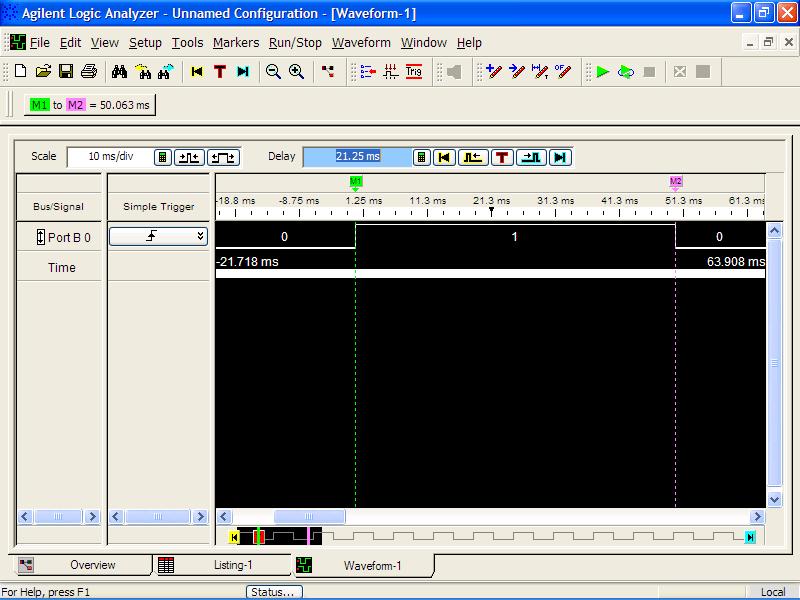 Agilent Logic Analyzer - Unnamed Configuration - [Waveform-1]
File Edit View Setup Tools Markers Run/Stop Waveform Window Help
T Trig
M1 to M2 = 50.063 ms
Scale 10 ms/div Delay 21.25 ms T
M1 M2
Bus/Signal Simple Trigger -18.8 ms -8.75 ms 1.25 ms 11.3 ms 21.3 ms 31.3 ms 41.3 ms 51.3 ms 61.3 ms
Port B 0 0 1 0
Time -21.718 ms 63.908 ms
Overview Listing-1 Waveform-1
For Help, press F1 Status... Local